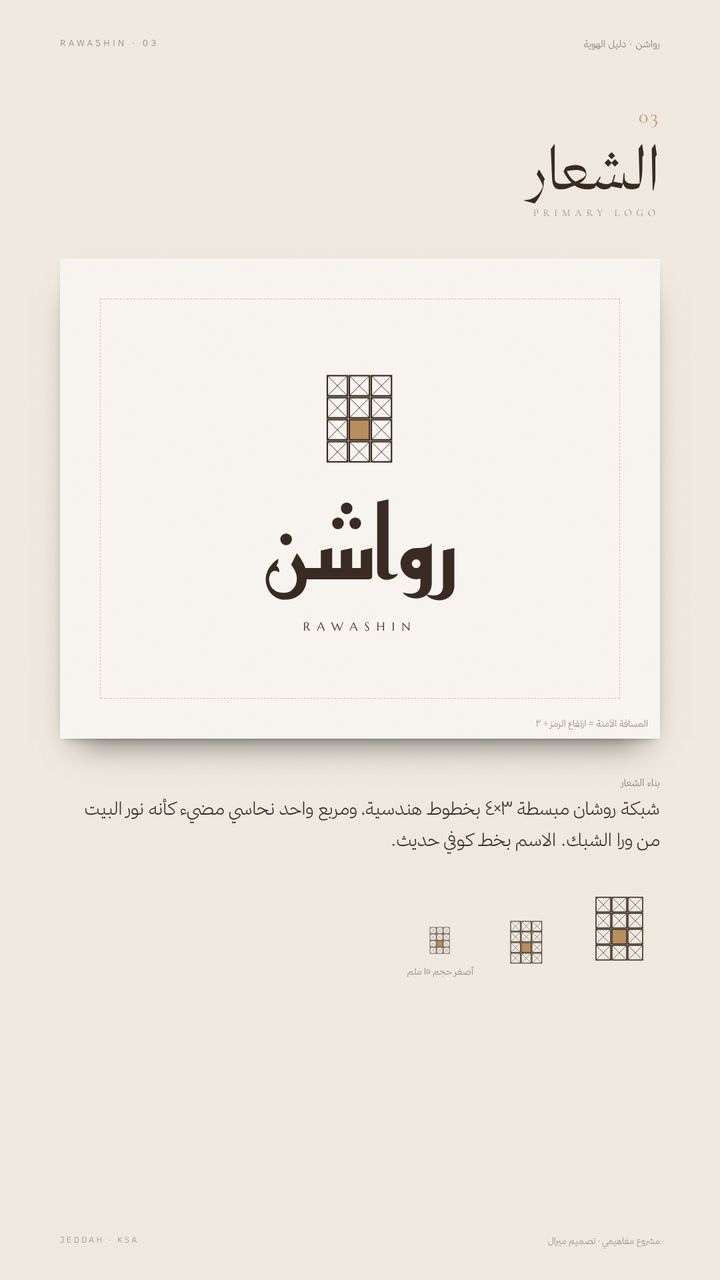 رواشن · دليل الهوية
RAWASHIN · 03
03
الشعار
PRIMARY LOGO
رواشن
RAWASHIN
المسافة الآمنة = ارتفاع الرمز ÷ ٢
بناء الشعار
شبكة روشان مبسطة ٣×٤ بخطوط هندسية، ومربع واحد نحاسي مضيء كأنه نور البيت
من ورا الشبك. الاسم بخط كوفي حديث.
أصغر حجم ١٥ ملم
مشروع مفاهيمي · تصميم ميرال
JEDDAH · KSA